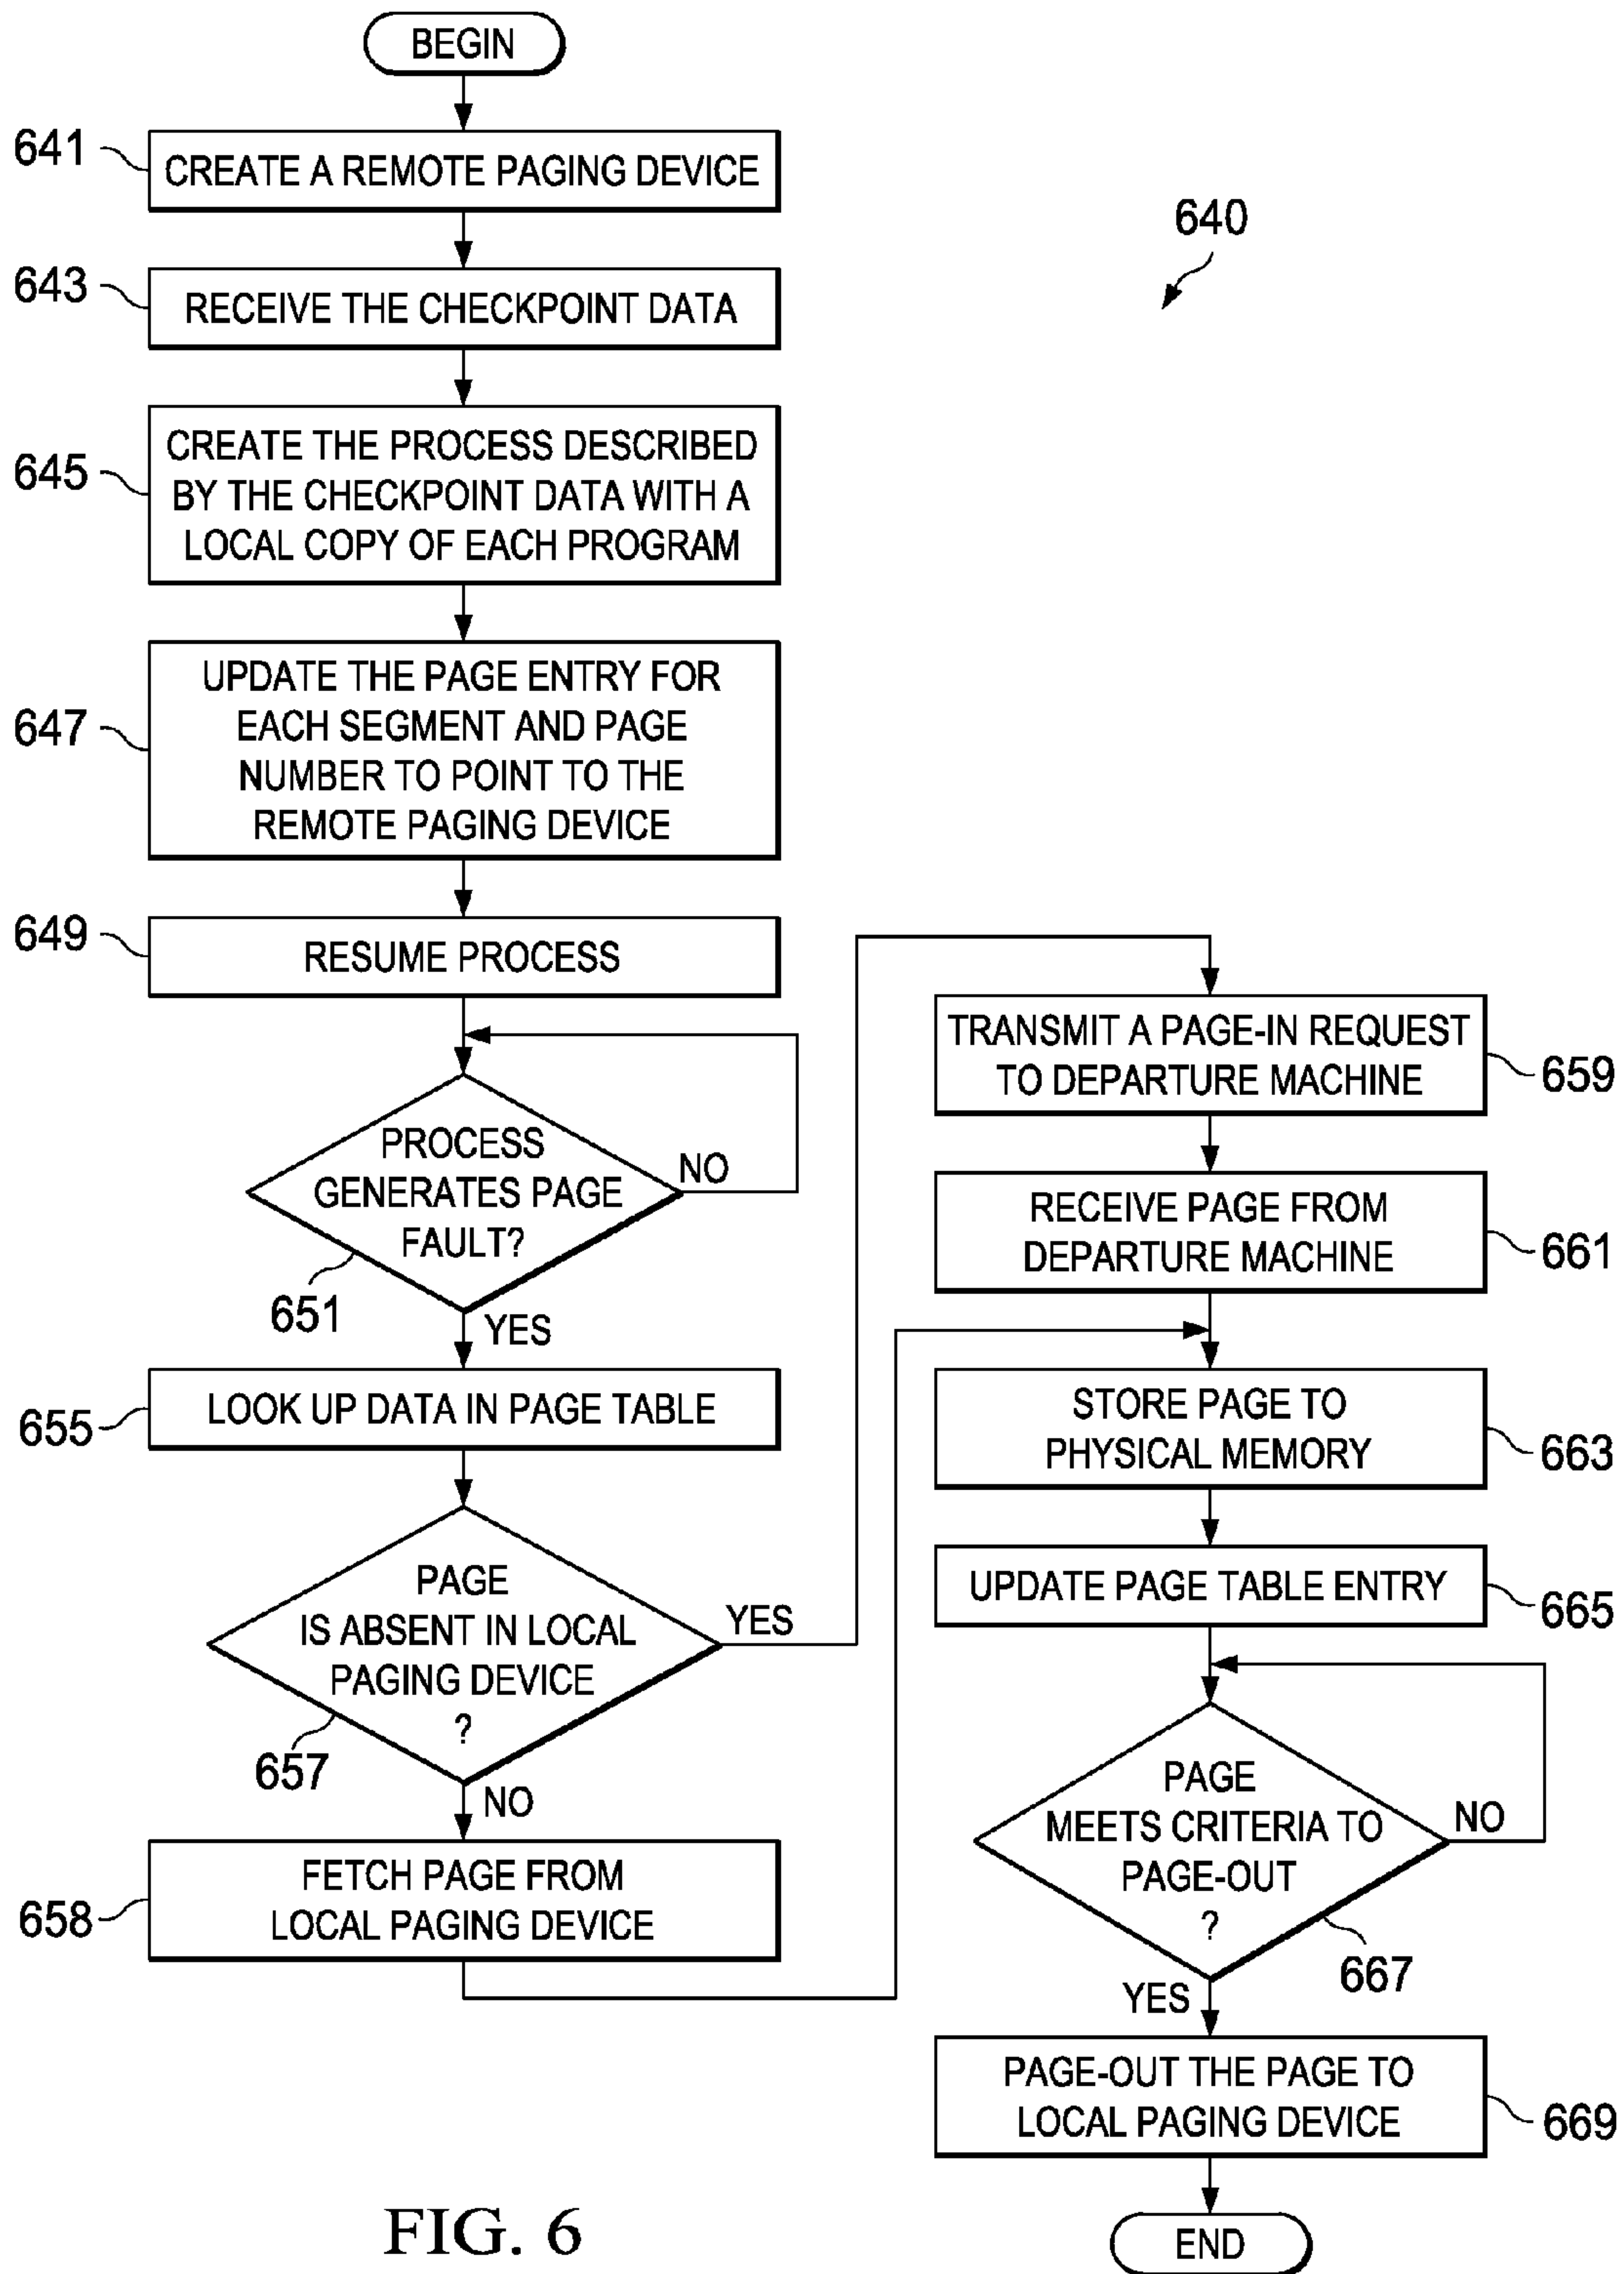 BEGIN
641
CREATE A REMOTE PAGING DEVICE
640
643
RECEIVE THE CHECKPOINT DATA
645
CREATE THE PROCESS DESCRIBED
BY THE CHECKPOINT DATA WITH A
LOCAL COPY OF EACH PROGRAM
647
UPDATE THE PAGE ENTRY FOR
EACH SEGMENT AND PAGE
NUMBER TO POINT TO THE
REMOTE PAGING DEVICE
649
RESUME PROCESS
PROCESS
GENERATES PAGE
FAULT?
NO
651
YES
655
LOOK UP DATA IN PAGE TABLE
PAGE
IS ABSENT IN LOCAL
PAGING DEVICE
?
YES
657
NO
658
FETCH PAGE FROM
LOCAL PAGING DEVICE
TRANSMIT A PAGE-IN REQUEST
TO DEPARTURE MACHINE
659
RECEIVE PAGE FROM
DEPARTURE MACHINE
661
STORE PAGE TO
PHYSICAL MEMORY
663
UPDATE PAGE TABLE ENTRY
665
PAGE
MEETS CRITERIA TO
PAGE-OUT
?
NO
667
YES
PAGE-OUT THE PAGE TO
LOCAL PAGING DEVICE
669
END
FIG. 6